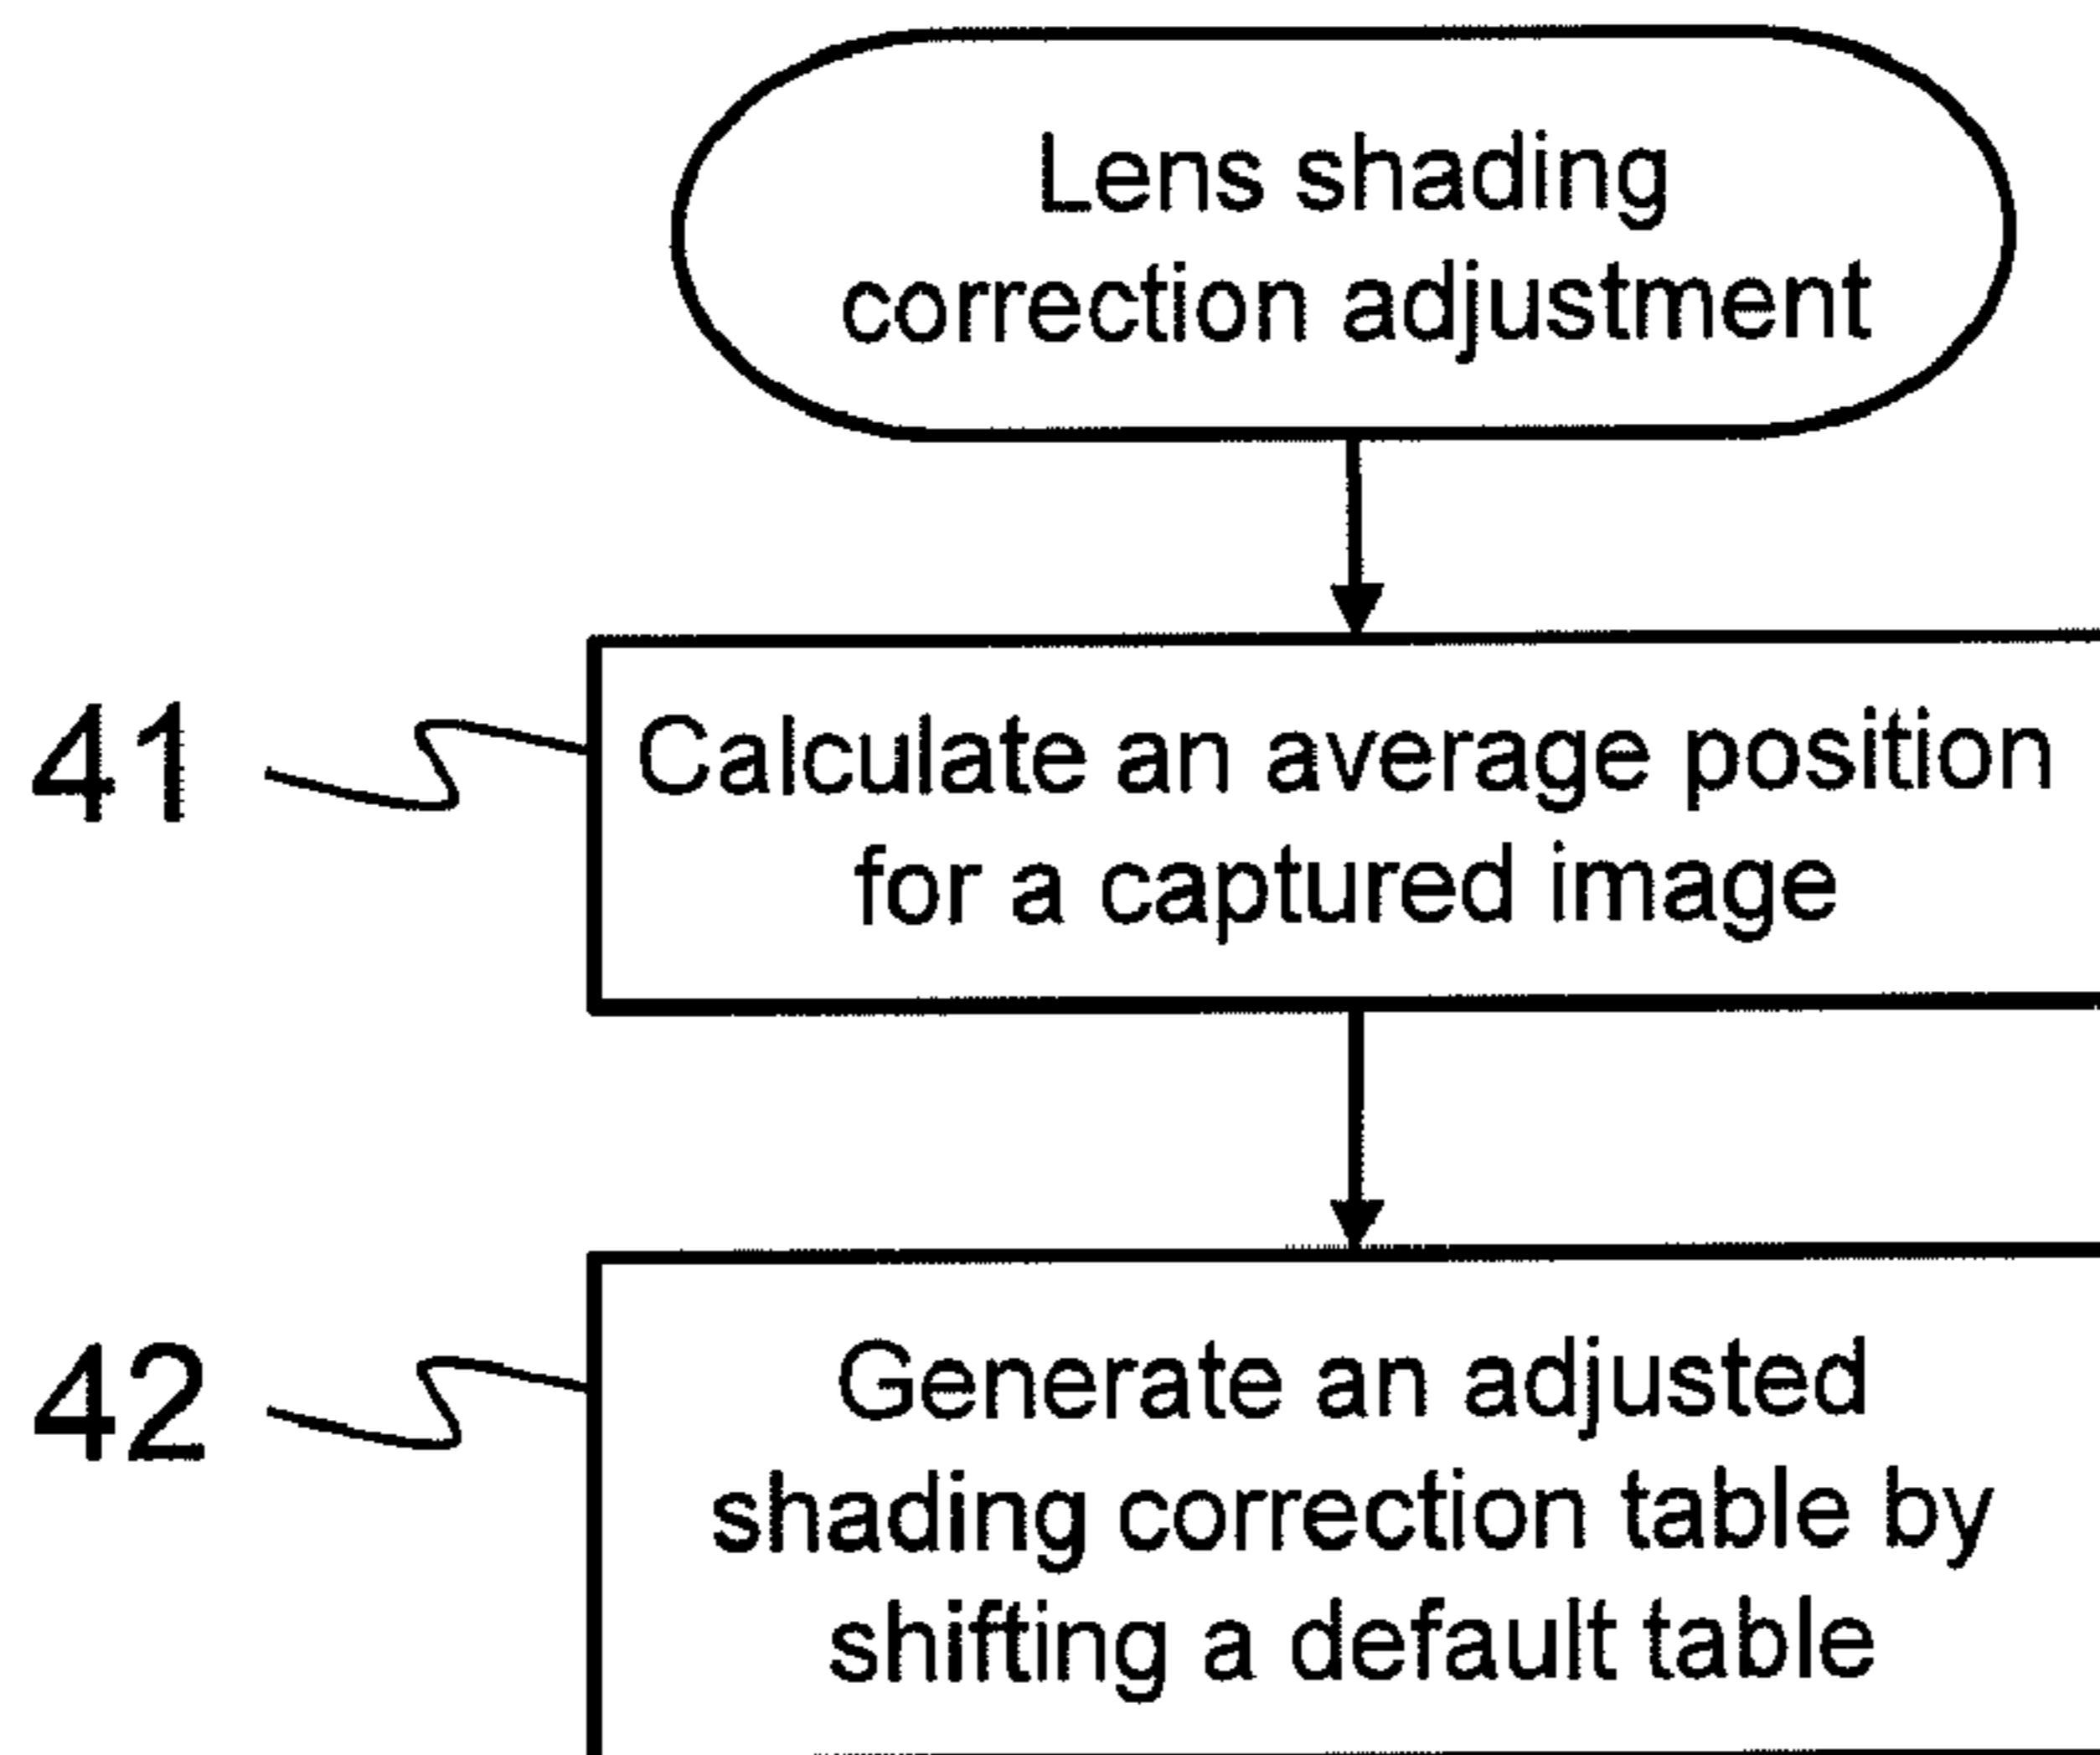 Lens shading
correction adjustment
41
Calculate an average position
for a captured image
42
Generate an adjusted
shading correction table by
shifting a default table